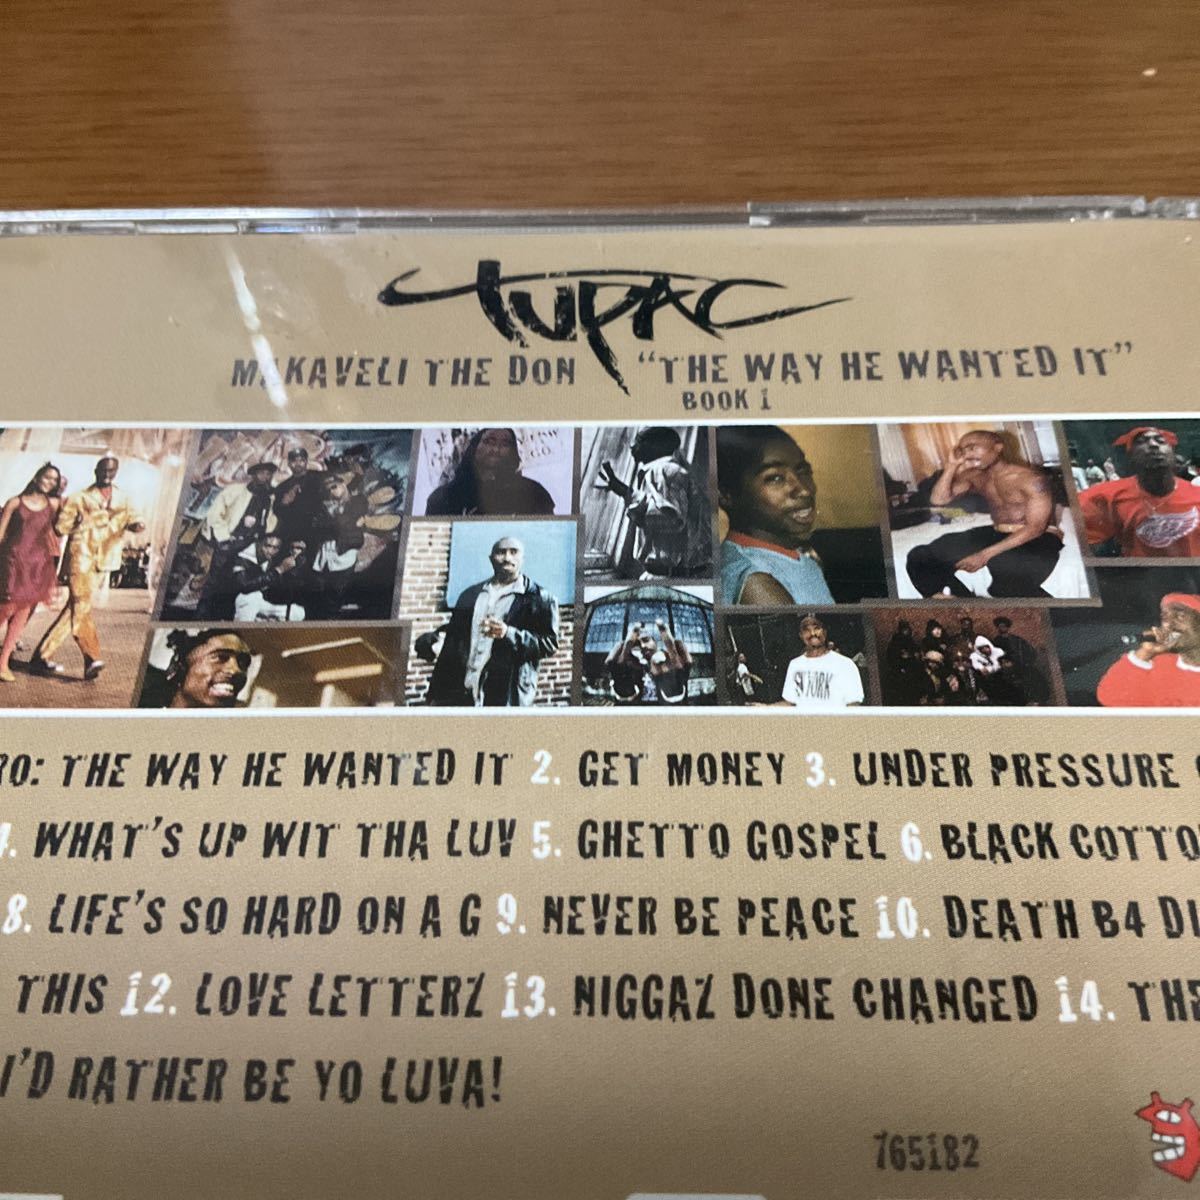 TUPAC
MAKAVELI THE DON "THE WAY HE WANTED IT"
BOOK 1
RO: THE WAY HE WANTED IT 2. GET MONEY 3. UNDER PRESSURE
4. WHAT'S UP WIT THA LUV 5. GHETTO GOSPEL 6. BLACK COTTO
8. LIFE'S SO HARD ON A G 9. NEVER BE PEACE 10. DEATH B4 DI
THIS 12. LOVE LETTERZ 13. NIGGAZ DONE CHANGED 14. THE
I'D RATHER BE YO LUVA!
765182